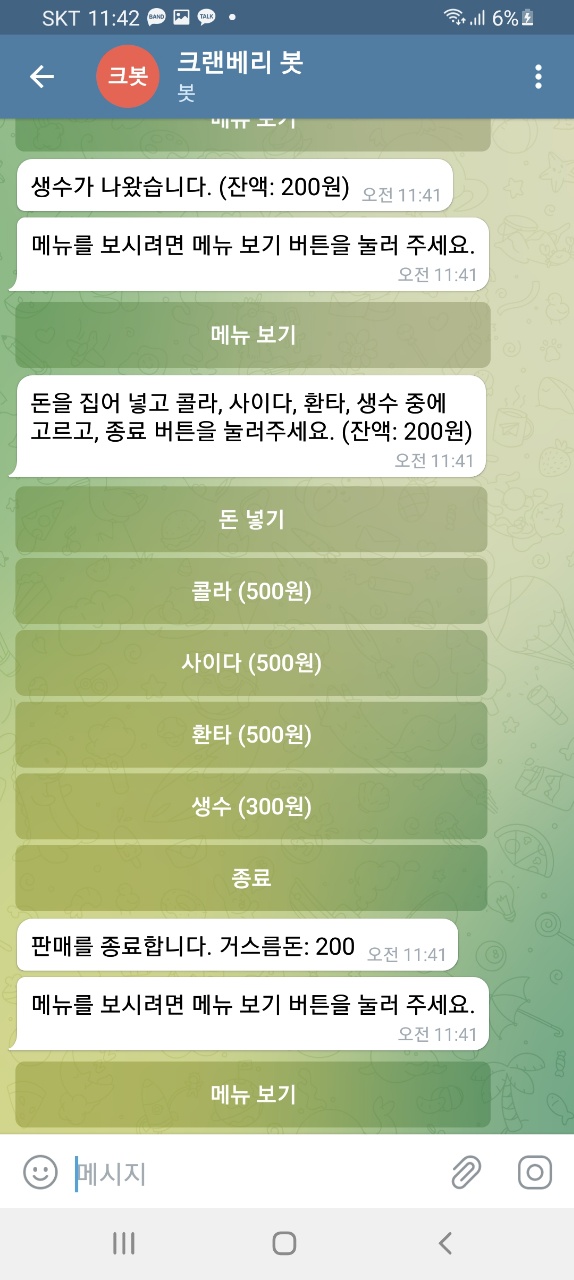 SKT 11:42 BAND TALK 6%
크봇
크랜베리 봇
봇
메뉴 보기
생수가 나왔습니다. (잔액: 200원) 오전 11:41
메뉴를 보시려면 메뉴 보기 버튼을 눌러 주세요.
오전 11:41
메뉴 보기
돈을 집어 넣고 콜라, 사이다, 환타, 생수 중에
고르고, 종료 버튼을 눌러주세요. (잔액: 200원)
오전 11:41
돈 넣기
콜라 (500원)
사이다 (500원)
환타 (500원)
생수 (300원)
종료
판매를 종료합니다. 거스름돈: 200 오전 11:41
메뉴를 보시려면 메뉴 보기 버튼을 눌러 주세요.
오전 11:41
메뉴 보기
메시지